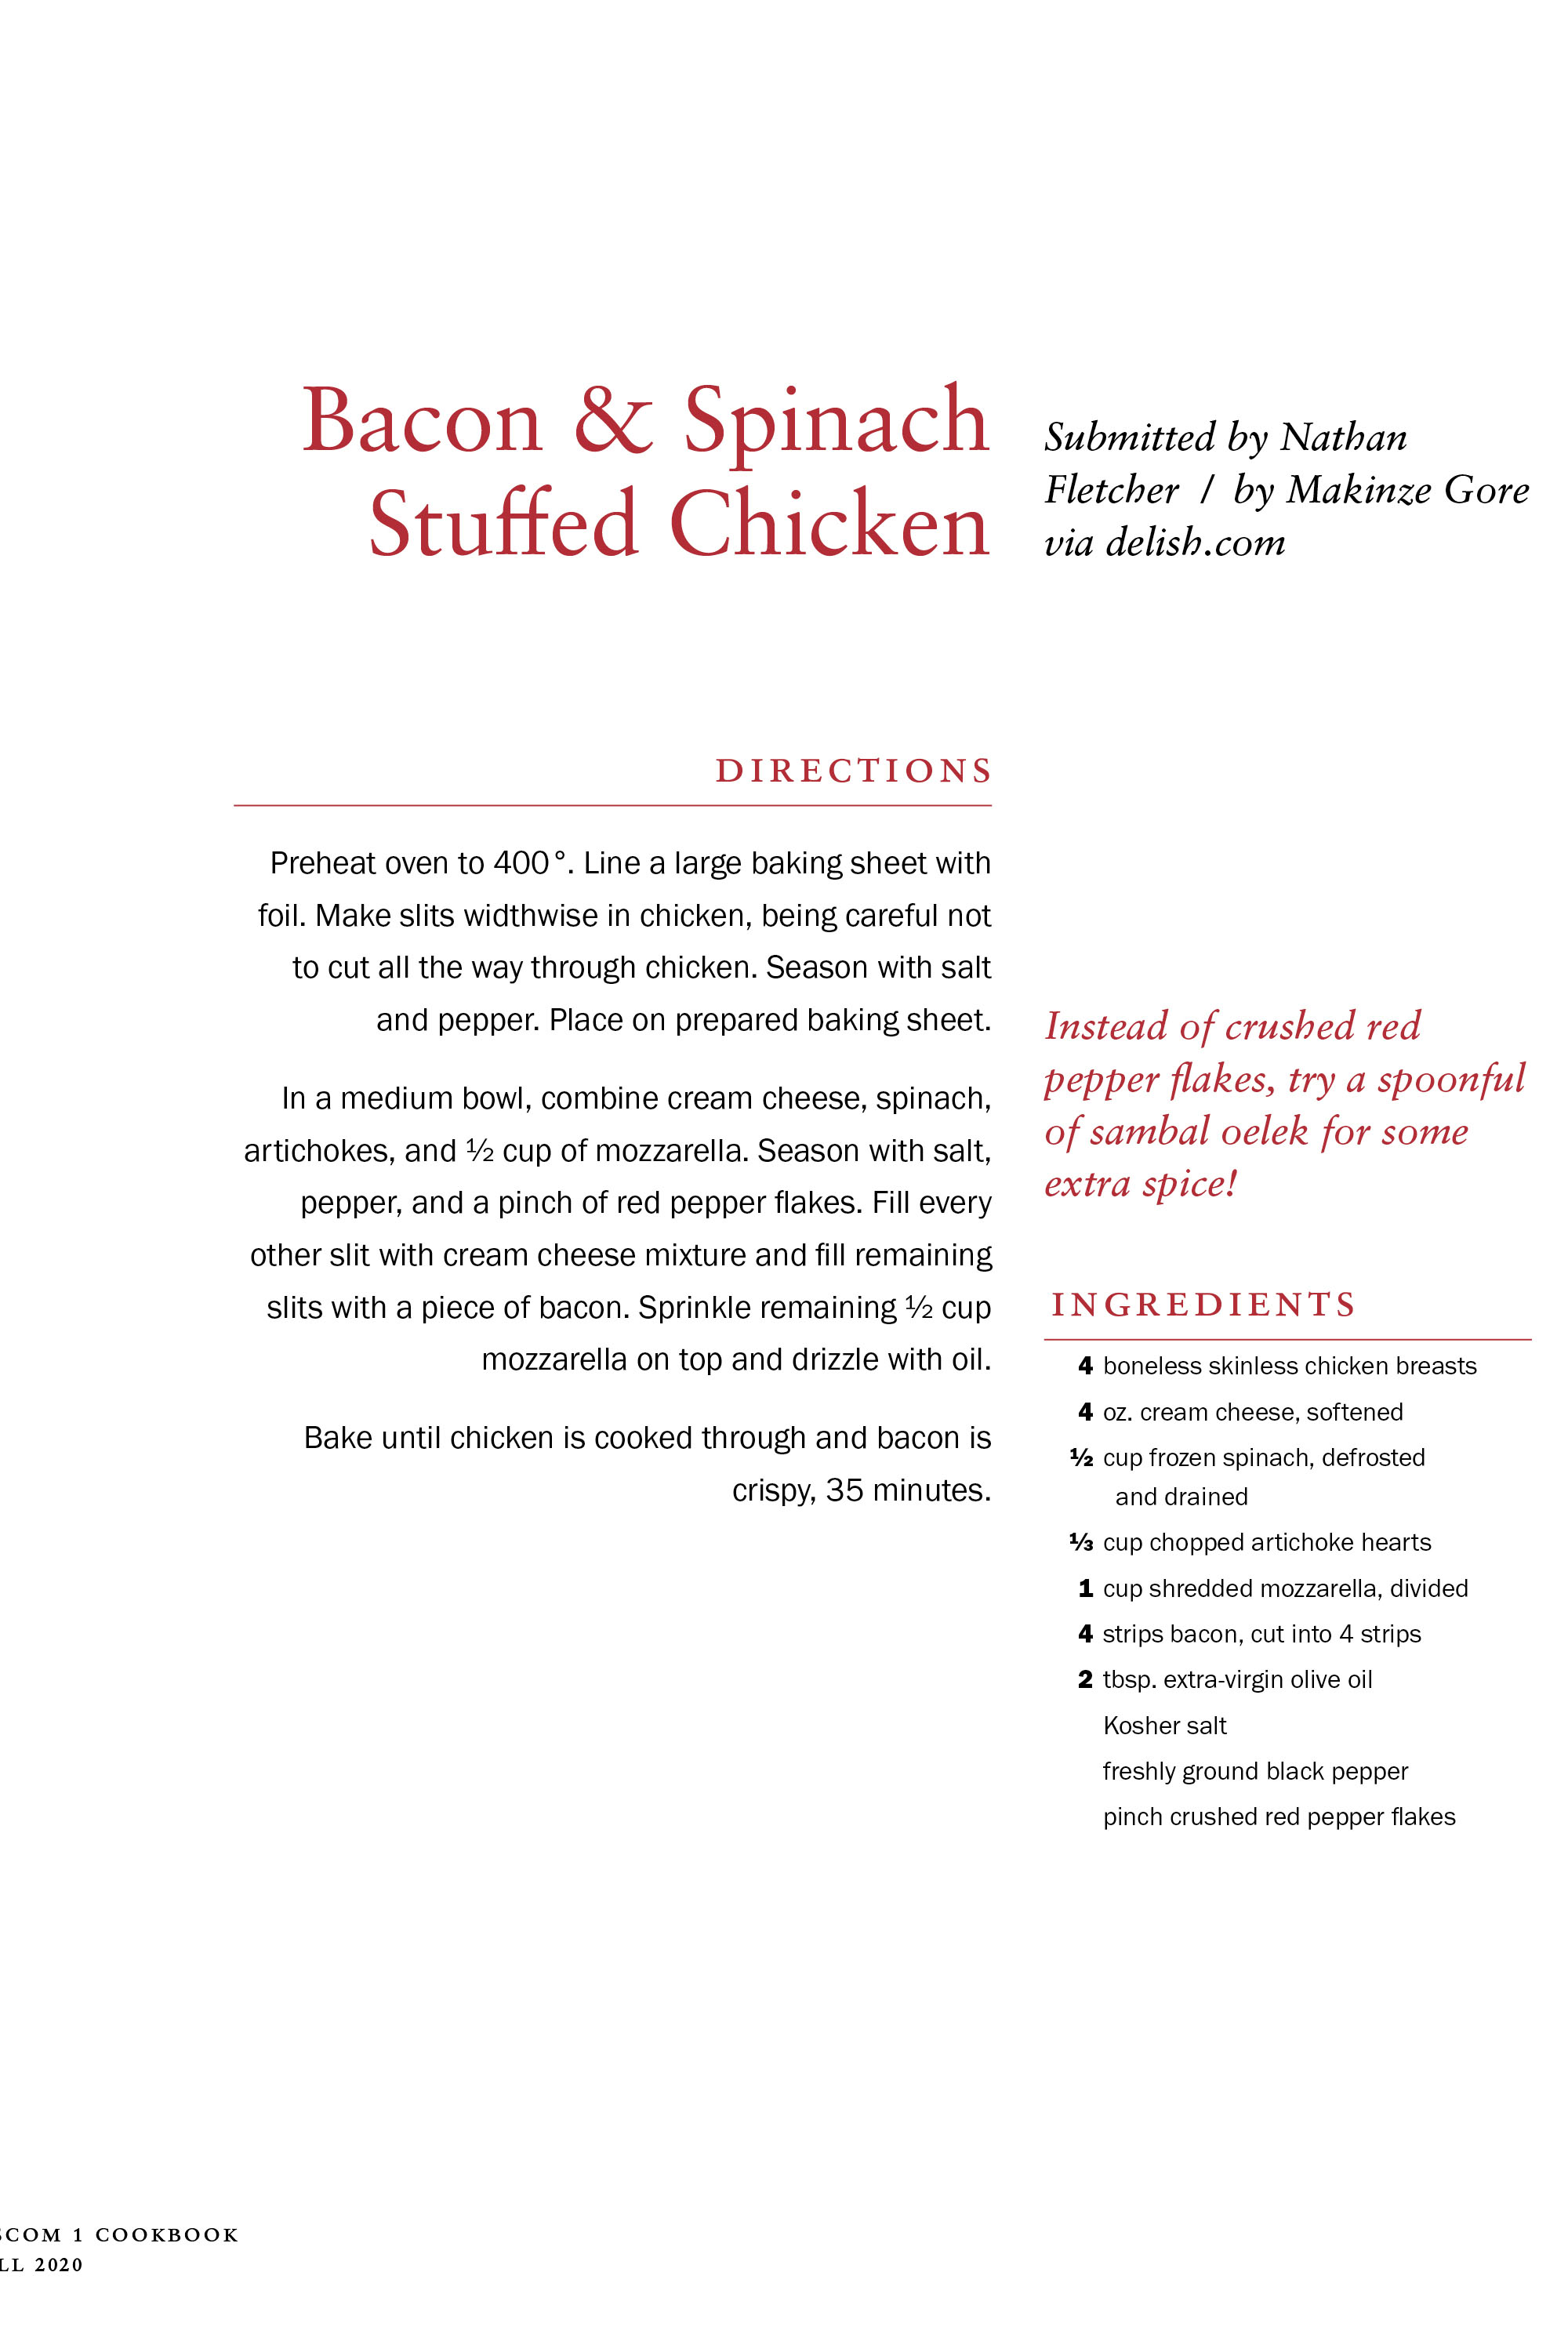 Bacon & Spinach
Stuffed Chicken
Submitted by Nathan
Fletcher / by Makinze Gore
via delish.com
DIRECTIONS
Preheat oven to 400°. Line a large baking sheet with
foil. Make slits widthwise in chicken, being careful not
to cut all the way through chicken. Season with salt
and pepper. Place on prepared baking sheet.
In a medium bowl, combine cream cheese, spinach,
artichokes, and ½ cup of mozzarella. Season with salt,
pepper, and a pinch of red pepper flakes. Fill every
other slit with cream cheese mixture and fill remaining
slits with a piece of bacon. Sprinkle remaining ½ cup
mozzarella on top and drizzle with oil.
Bake until chicken is cooked through and bacon is
crispy, 35 minutes.
Instead of crushed red
pepper flakes, try a spoonful
of sambal oelek for some
extra spice!
INGREDIENTS
4 boneless skinless chicken breasts
4 oz. cream cheese, softened
½ cup frozen spinach, defrosted
and drained
⅓ cup chopped artichoke hearts
1 cup shredded mozzarella, divided
4 strips bacon, cut into 4 strips
2 tbsp. extra-virgin olive oil
Kosher salt
freshly ground black pepper
pinch crushed red pepper flakes
SCOM 1 COOKBOOK
LL 2020